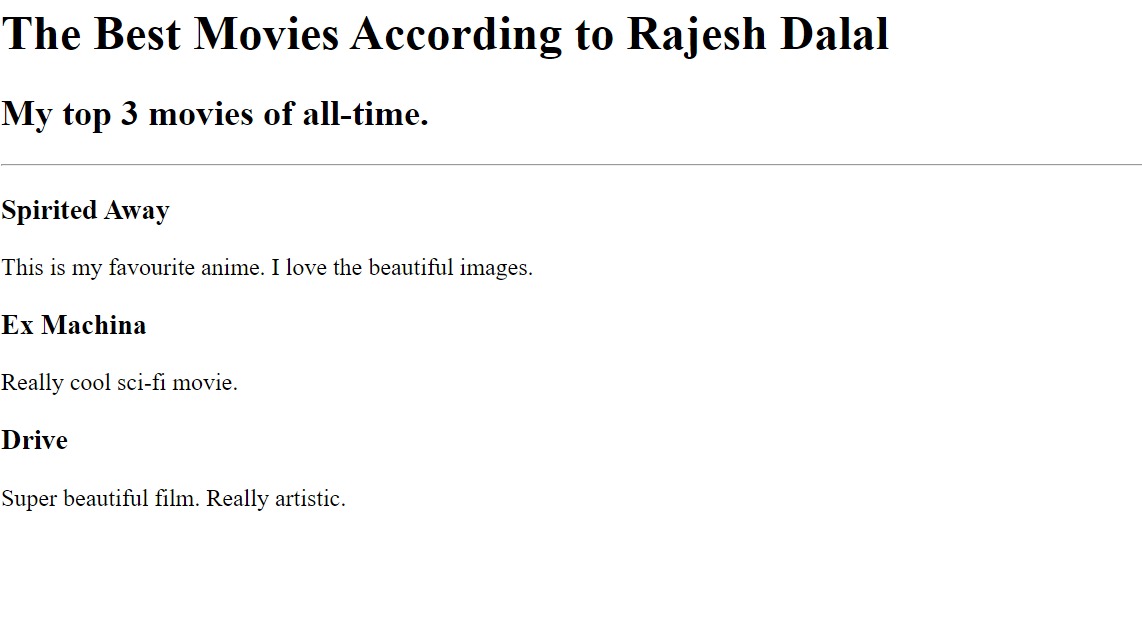 The Best Movies According to Rajesh Dalal
My top 3 movies of all-time.
Spirited Away
This is my favourite anime. I love the beautiful images.
Ex Machina
Really cool sci-fi movie.
Drive
Super beautiful film. Really artistic.